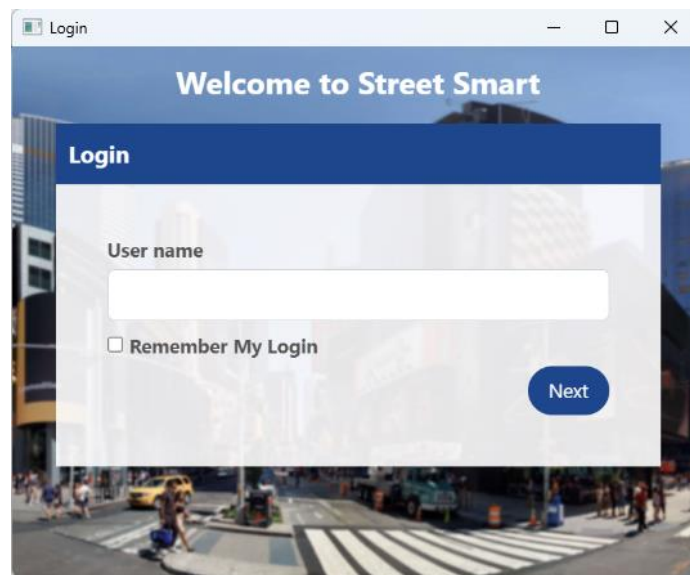 Login
Welcome to Street Smart
Login
User name
Remember My Login
Next